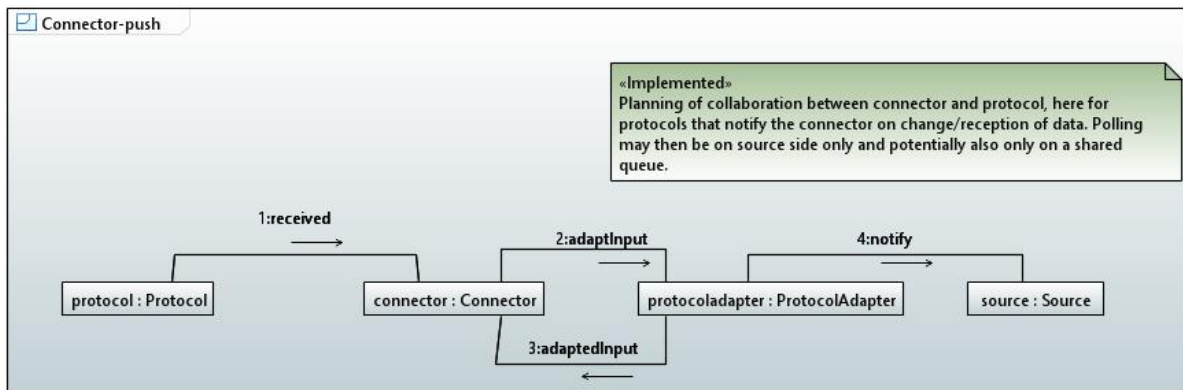 Connector-push
«Implemented»
Planning of collaboration between connector and protocol, here for
protocols that notify the connector on change/reception of data. Polling
may then be on source side only and potentially also only on a shared
queue.
1:received
2:adaptInput
4:notify
protocol : Protocol
connector : Connector
protocoladapter : ProtocolAdapter
source : Source
3:adaptedInput